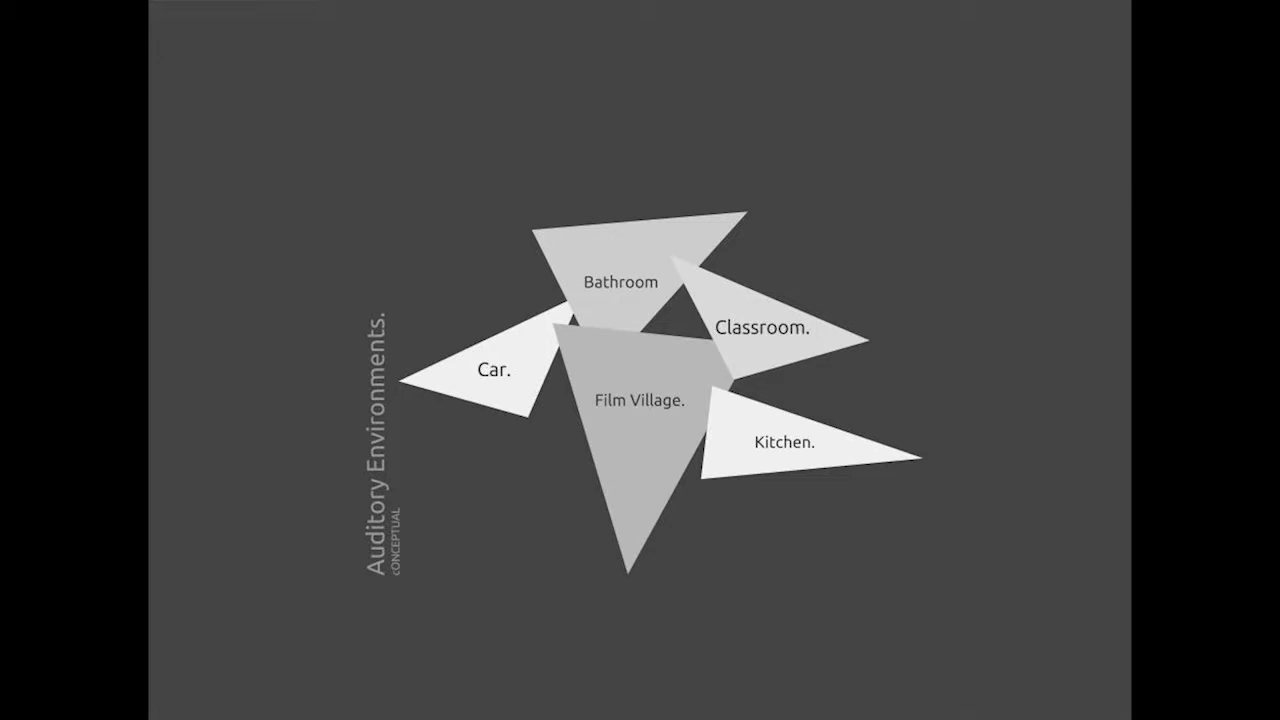 Auditory Environments.
cONCEPTUAL
Bathroom
Classroom.
Car.
Film Village.
Kitchen.